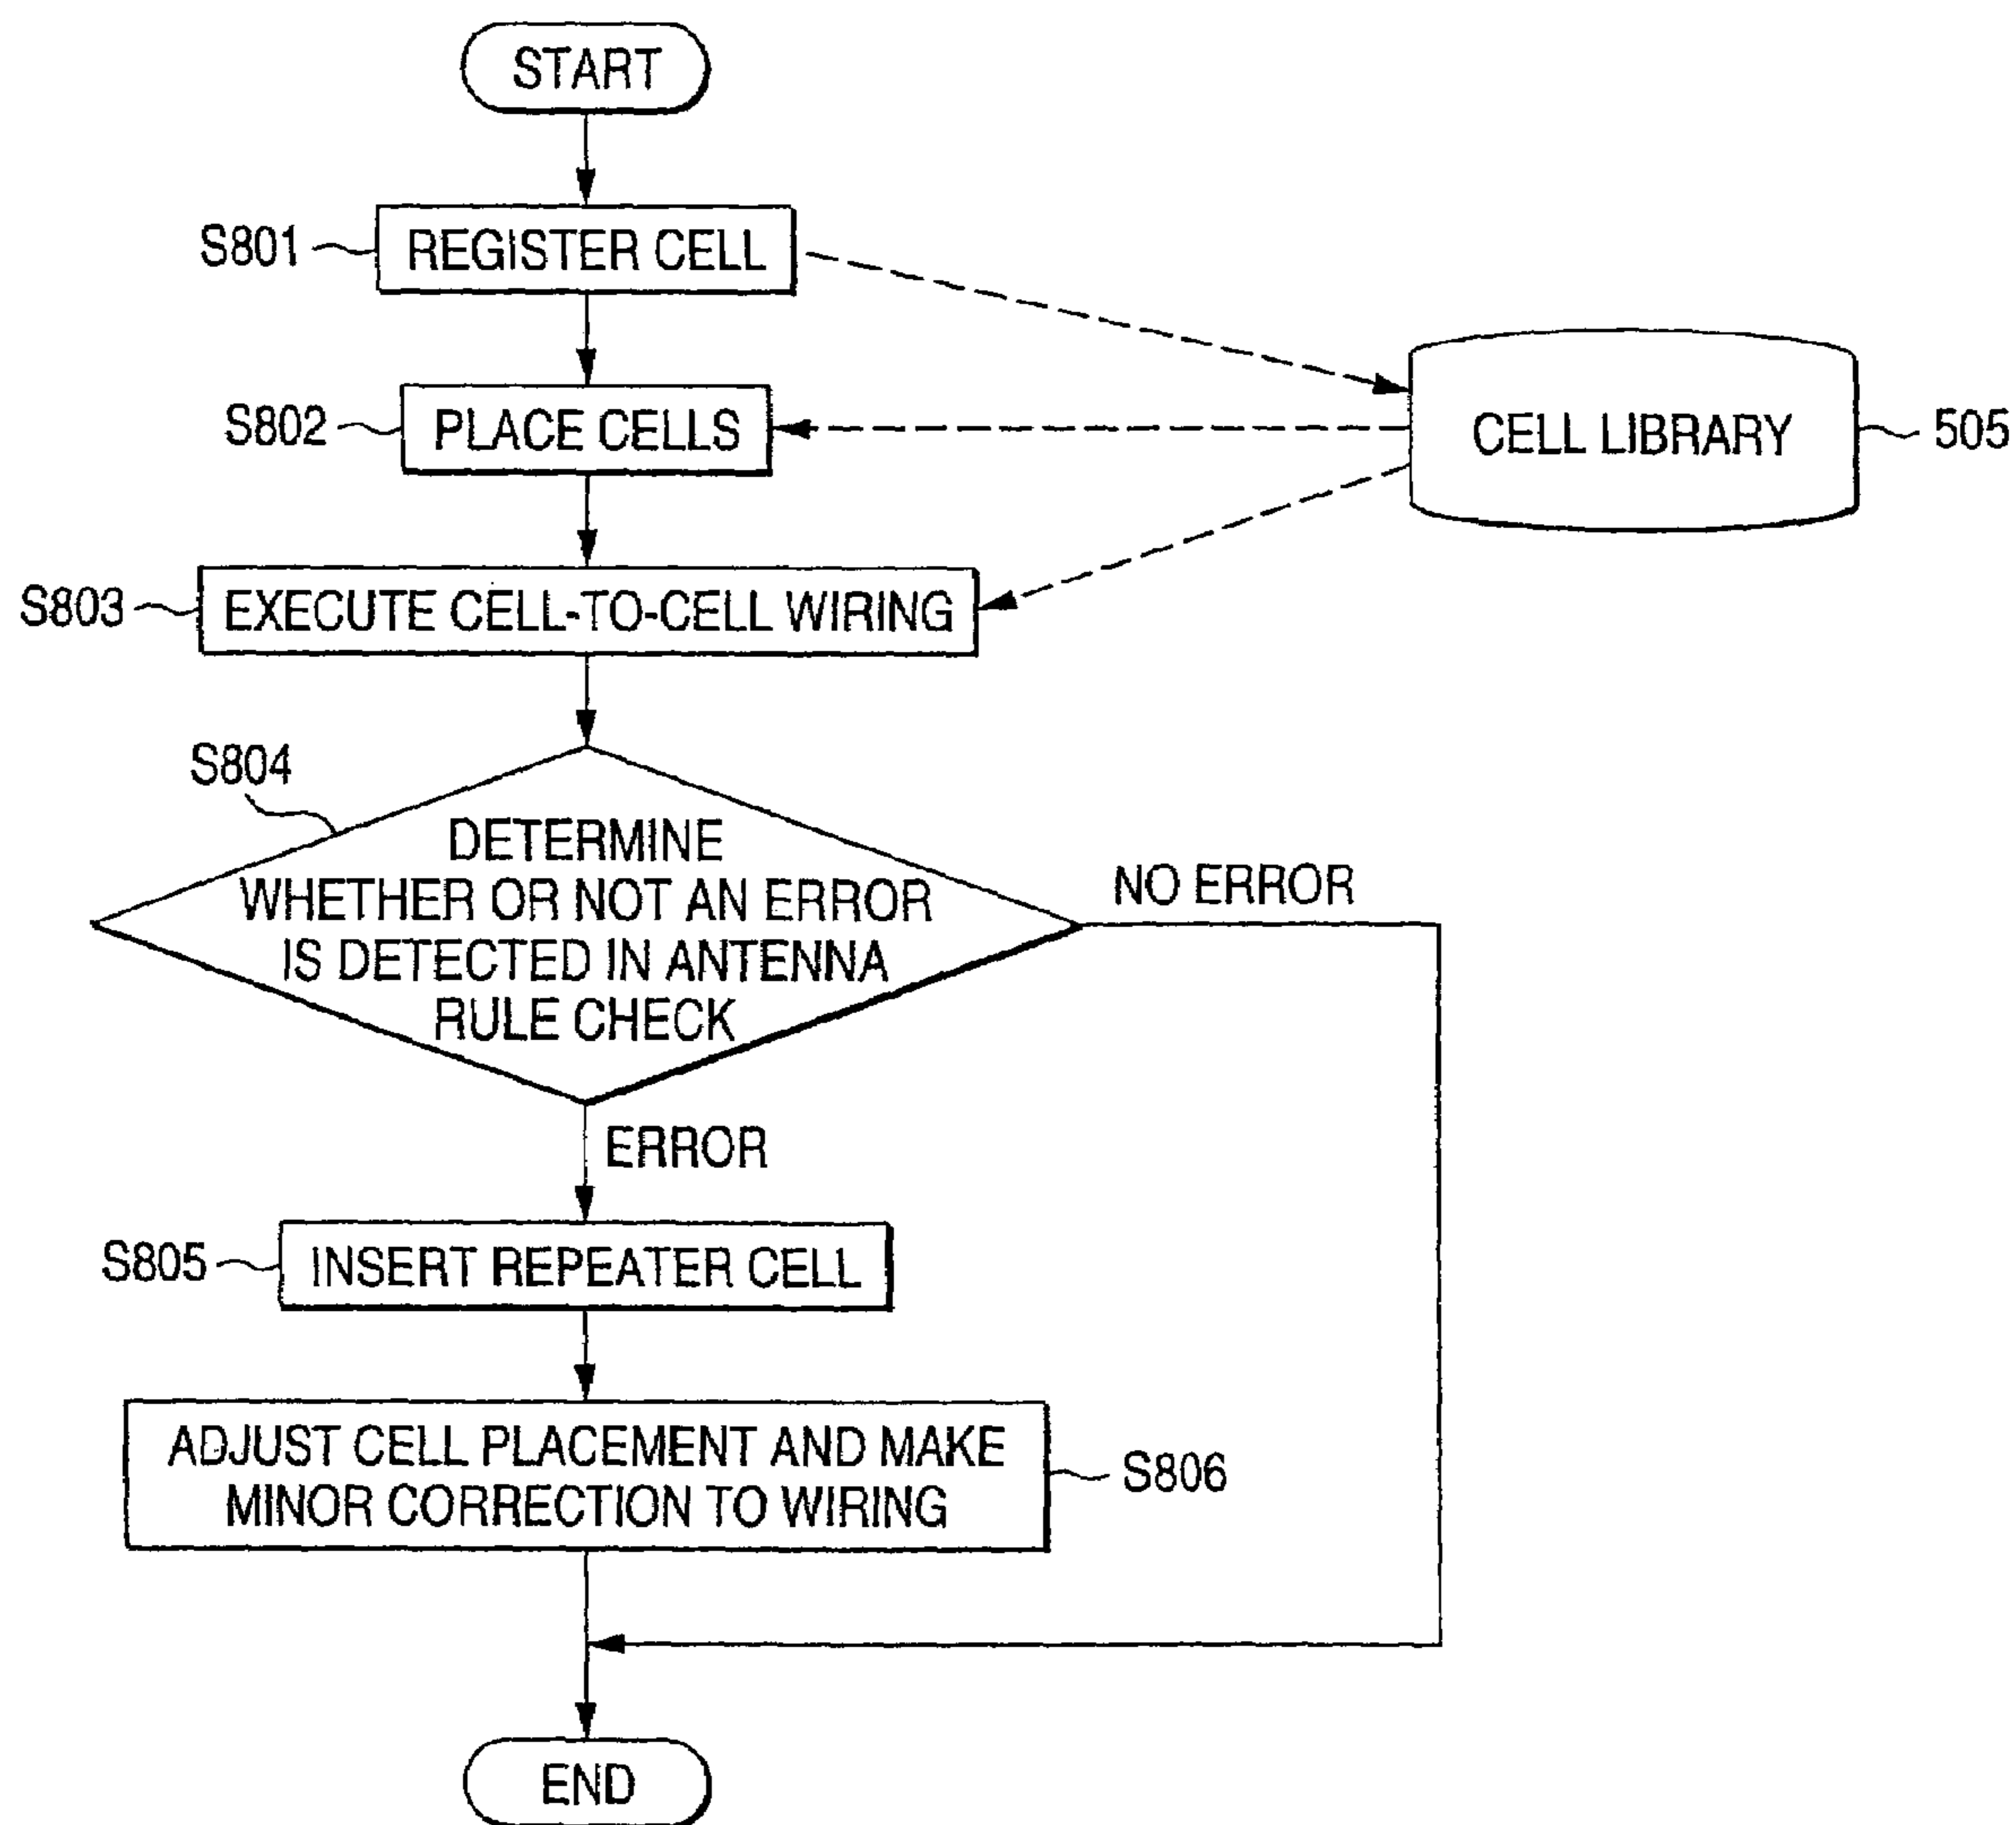 START
S801
REGISTER CELL
S802
PLACE CELLS
CELL LIBRARY
505
S803
EXECUTE CELL-TO-CELL WIRING
S804
DETERMINE
WHETHER OR NOT AN ERROR
IS DETECTED IN ANTENNA
RULE CHECK
NO ERROR
ERROR
S805
INSERT REPEATER CELL
ADJUST CELL PLACEMENT AND MAKE
MINOR CORRECTION TO WIRING
S806
END